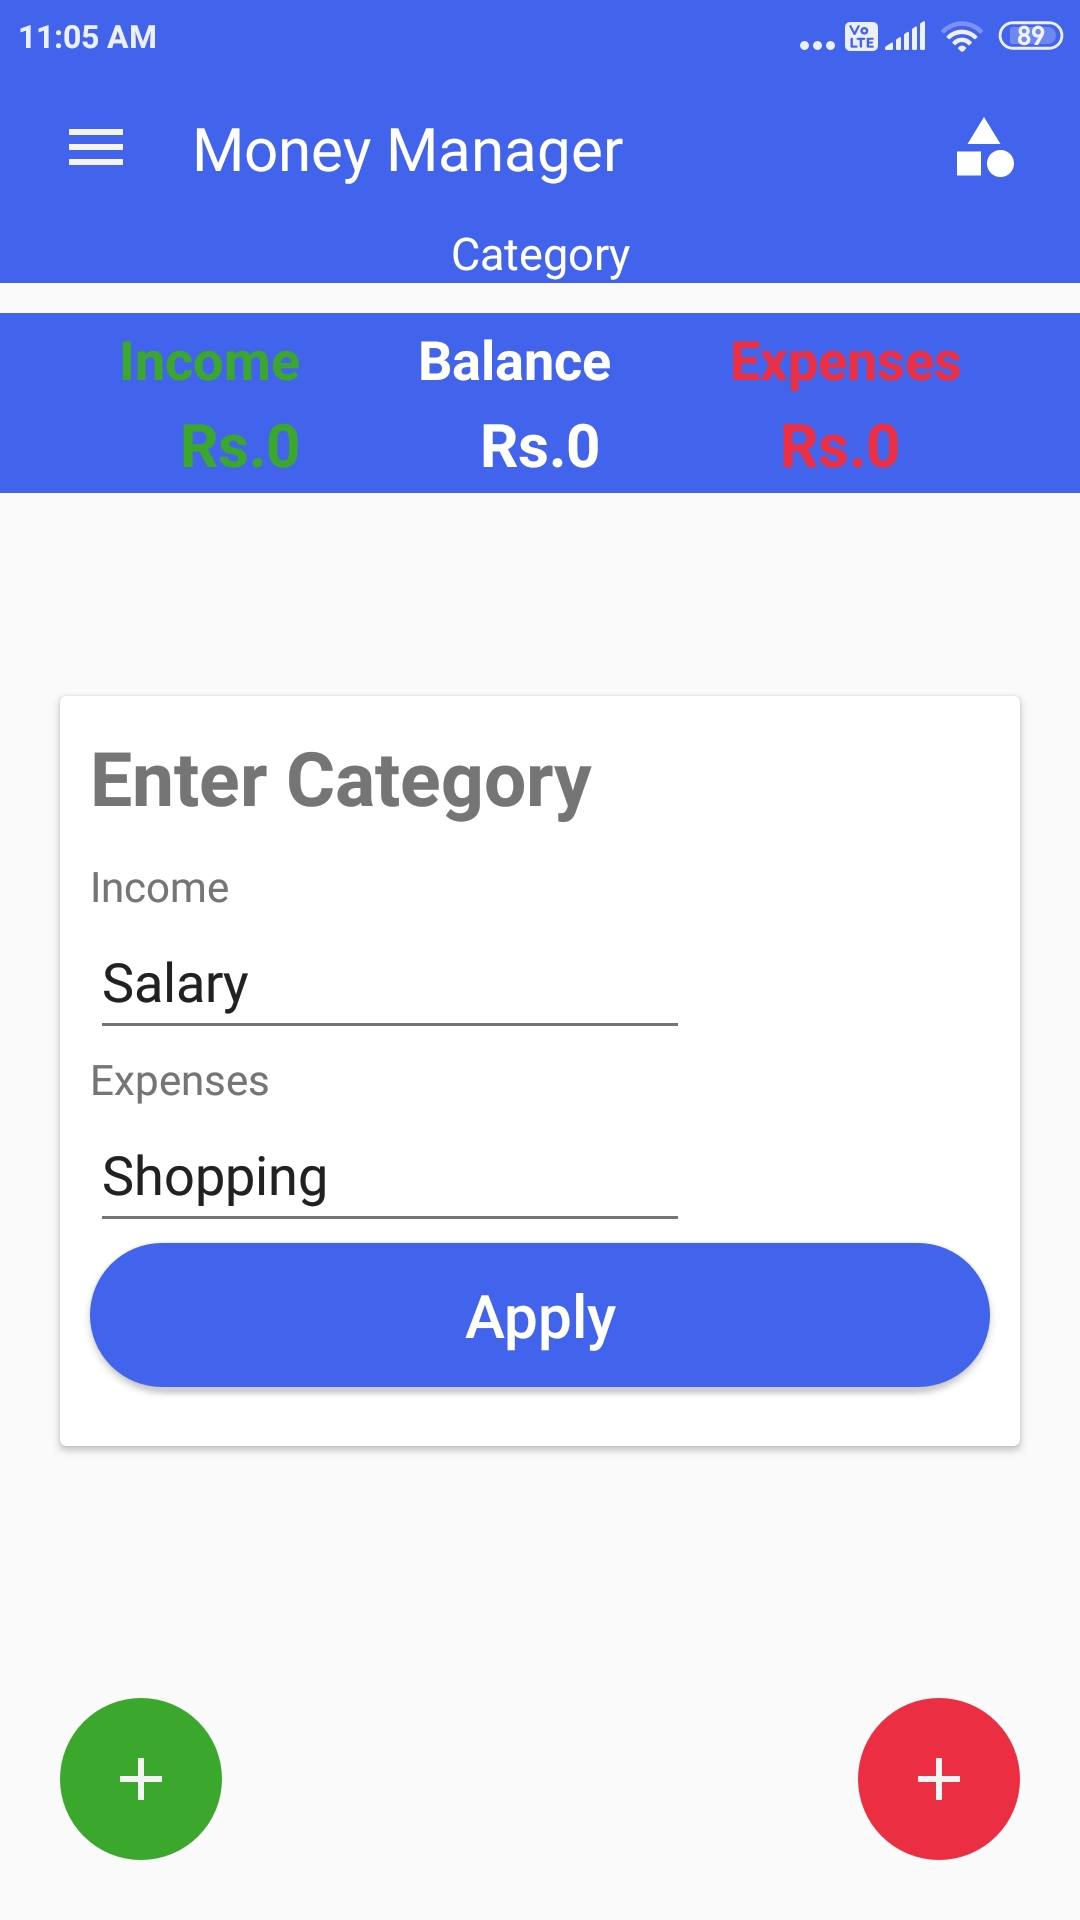 11:05 AM ... Vo LTE 89
Money Manager
Category
Income Balance Expenses
Rs.0 Rs.0 Rs.0
Enter Category
Income
Salary
Expenses
Shopping
Apply